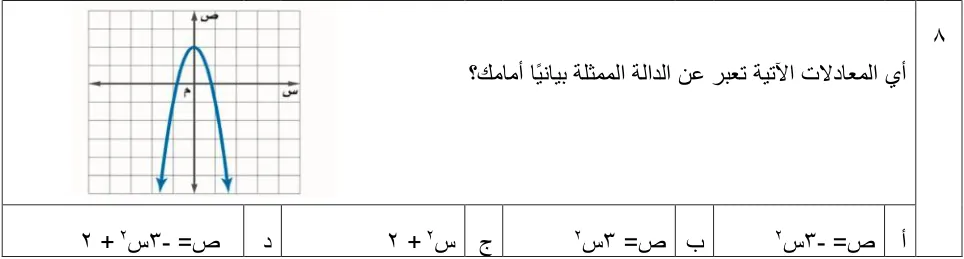 ٨
أي المعادلات الآتية تعبر عن الدالة الممثلة بيانيًا أمامك؟
ص
س
م
أ ص= -٣س٢ ب ص= ٣س٢ ج س٢ + ٢ د ص= -٣س٢ + ٢